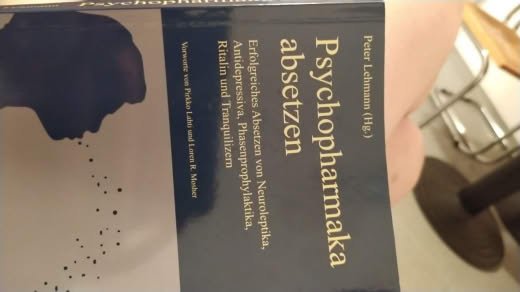 Peter Lehmann (Hg.)
Psychopharmaka
absetzen
Erfolgreiches Absetzen von Neuroleptika,
Antidepressiva, Phasenprophylaktika,
Ritalin und Tranquilizern
Vorworte von Pirkko Lahti und Loren R. Mosher
Psychopharmaka